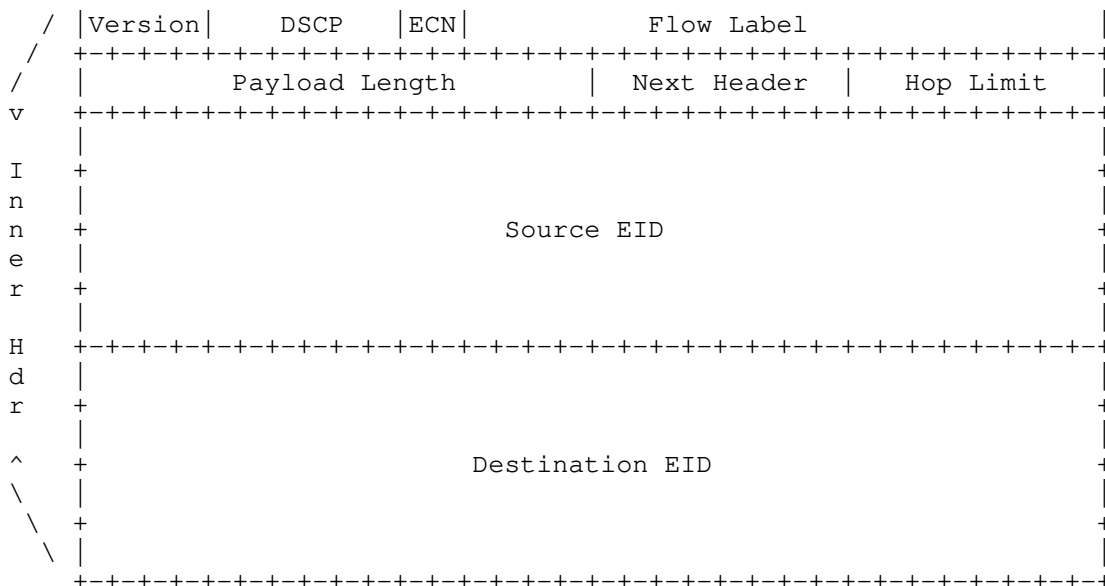 / |Version|    DSCP   |ECN|           Flow Label                  |
   /  +-+-+-+-+-+-+-+-+-+-+-+-+-+-+-+-+-+-+-+-+-+-+-+-+-+-+-+-+-+-+-+-+
  /   |         Payload Length        |  Next Header  |   Hop Limit   |
  v   +-+-+-+-+-+-+-+-+-+-+-+-+-+-+-+-+-+-+-+-+-+-+-+-+-+-+-+-+-+-+-+-+
      |                                                               |
  I   +                                                               +
  n   |                                                               |
  n   +                          Source EID                           +
  e   |                                                               |
  r   +                                                               +
      |                                                               |
  H   +-+-+-+-+-+-+-+-+-+-+-+-+-+-+-+-+-+-+-+-+-+-+-+-+-+-+-+-+-+-+-+-+
  d   |                                                               |
  r   +                                                               +
      |                                                               |
  ^   +                        Destination EID                        +
  \   |                                                               |
   \  +                                                               +
    \ |                                                               |
      +-+-+-+-+-+-+-+-+-+-+-+-+-+-+-+-+-+-+-+-+-+-+-+-+-+-+-+-+-+-+-+-+